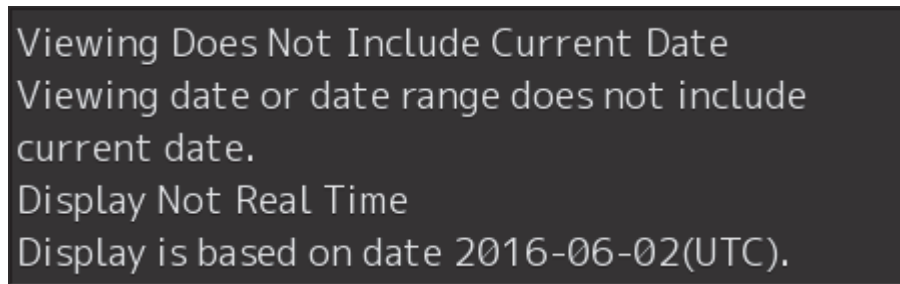 Viewing Does Not Include Current Date
Viewing date or date range does not include
current date.
Display Not Real Time
Display is based on date 2016-06-02(UTC).